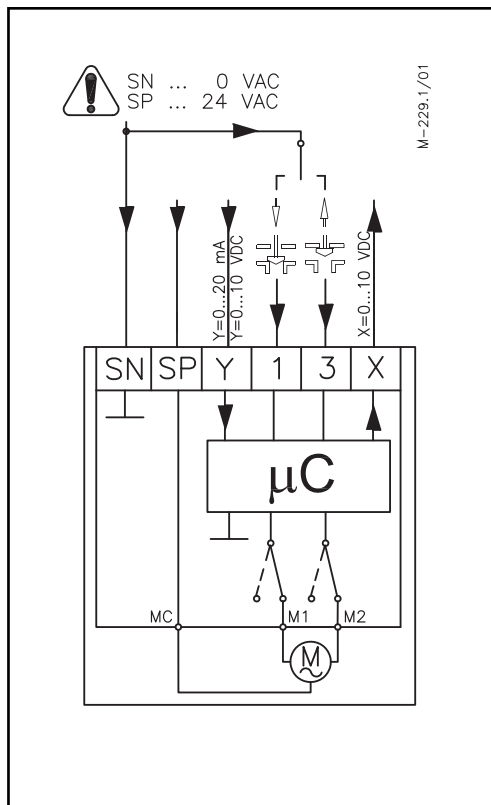 SN ... 0 VAC
SP ... 24 VAC
M-229.1/01
Y=0...20 mA
Y=0...10 VDC
X=0...10 VDC
SN SP Y 1 3 X
µC
MC M1 M2
M